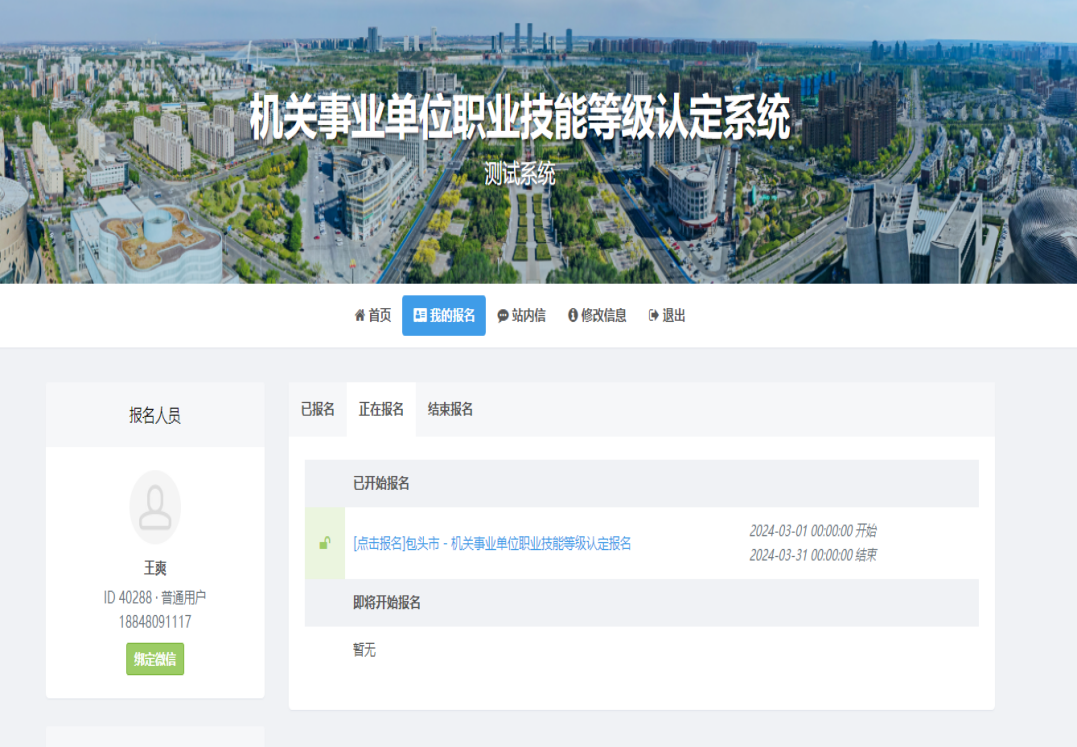 机关事业单位职业技能等级认定系统
测试系统
首页 我的报名 站内信 修改信息 退出
报名人员
王爽
ID 40288 · 普通用户
18848091117
绑定微信
已报名 正在报名 结束报名
已开始报名
[点击报名]包头市 - 机关事业单位职业技能等级认定报名
2024-03-01 00:00:00 开始
2024-03-31 00:00:00 结束
即将开始报名
暂无